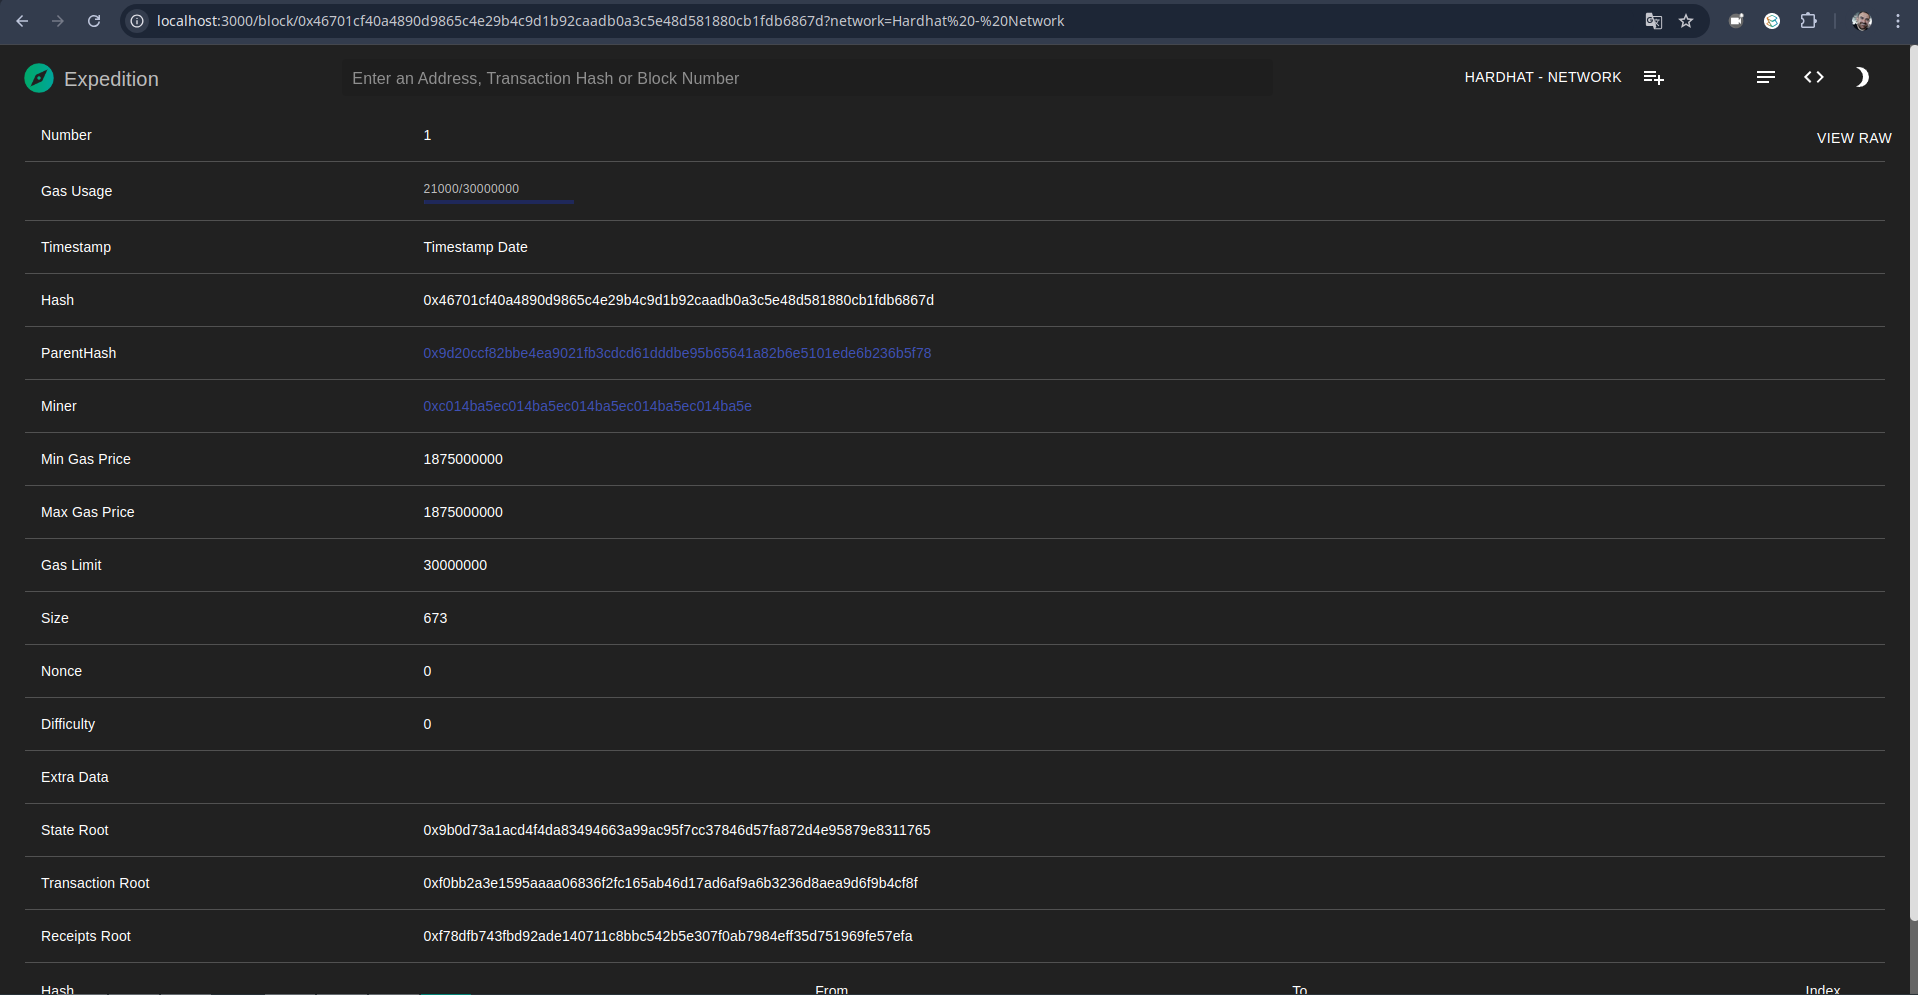 localhost:3000/block/0x46701cf40a4890d9865c4e29b4c9d1b92caadb0a3c5e48d581880cb1fdb6867d?network=Hardhat%20-%20Network
Expedition Enter an Address, Transaction Hash or Block Number HARDHAT - NETWORK
Number 1 VIEW RAW
Gas Usage 21000/30000000
Timestamp Timestamp Date
Hash 0x46701cf40a4890d9865c4e29b4c9d1b92caadb0a3c5e48d581880cb1fdb6867d
ParentHash 0x9d20ccf82bbe4ea9021fb3cdcd61dddbe95b65641a82b6e5101ede6b236b5f78
Miner 0xc014ba5ec014ba5ec014ba5ec014ba5ec014ba5e
Min Gas Price 1875000000
Max Gas Price 1875000000
Gas Limit 30000000
Size 673
Nonce 0
Difficulty 0
Extra Data
State Root 0x9b0d73a1acd4f4da83494663a99ac95f7cc37846d57fa872d4e95879e8311765
Transaction Root 0xf0bb2a3e1595aaaa06836f2fc165ab46d17ad6af9a6b3236d8aea9d6f9b4cf8f
Receipts Root 0xf78dfb743fbd92ade140711c8bbc542b5e307f0ab7984eff35d751969fe57efa
Hash From To Index